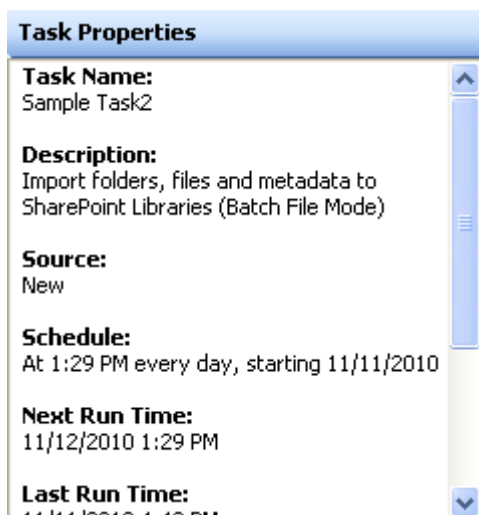 Task Properties
Task Name:
Sample Task2
Description:
Import folders, files and metadata to
SharePoint Libraries (Batch File Mode)
Source:
New
Schedule:
At 1:29 PM every day, starting 11/11/2010
Next Run Time:
11/12/2010 1:29 PM
Last Run Time: